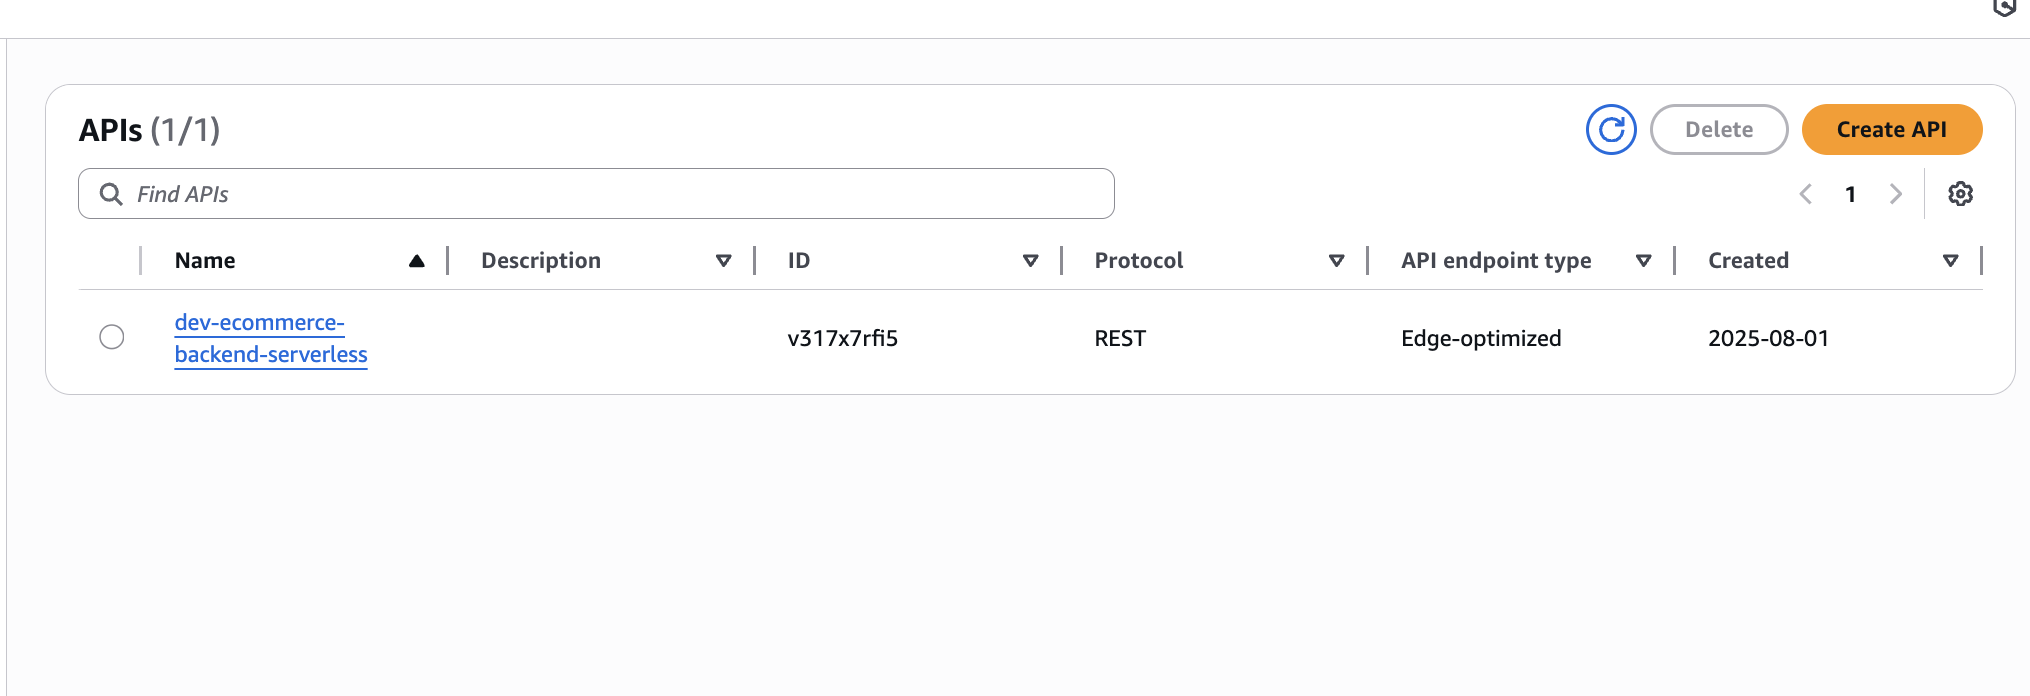 APIs (1/1)
Delete
Create API
Find APIs
1
Name
Description
ID
Protocol
API endpoint type
Created
dev-ecommerce-
backend-serverless
v317x7rfi5
REST
Edge-optimized
2025-08-01